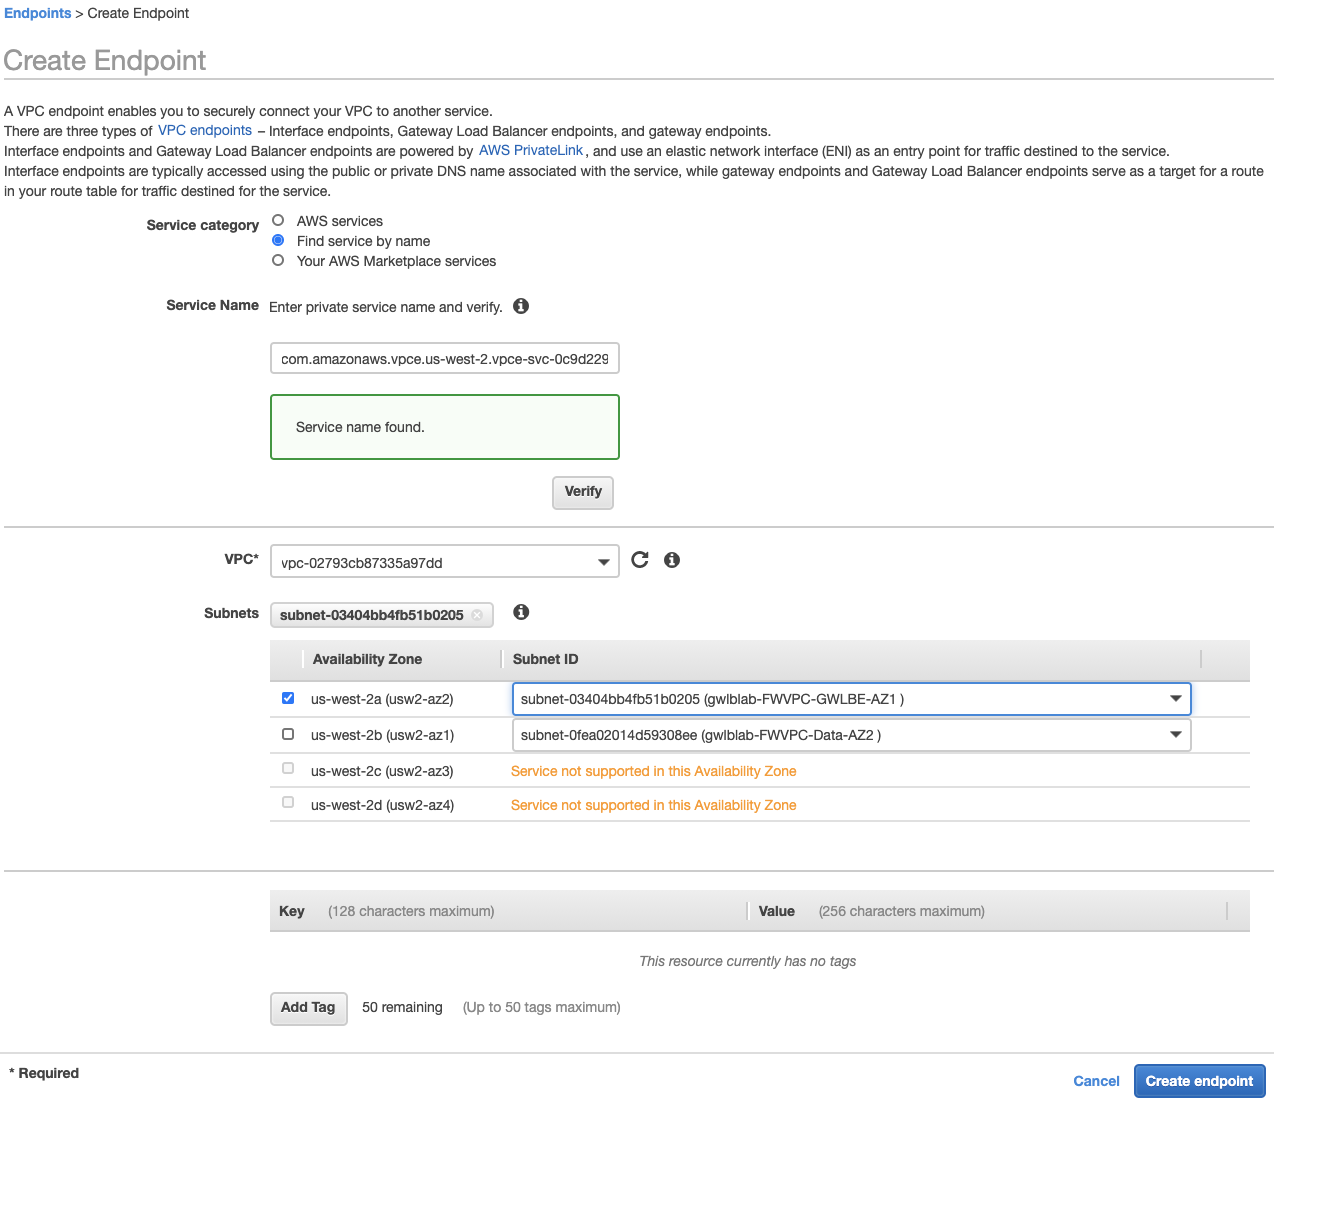 Endpoints > Create Endpoint
Create Endpoint
A VPC endpoint enables you to securely connect your VPC to another service.
There are three types of VPC endpoints – Interface endpoints, Gateway Load Balancer endpoints, and gateway endpoints.
Interface endpoints and Gateway Load Balancer endpoints are powered by AWS PrivateLink, and use an elastic network interface (ENI) as an entry point for traffic destined to the service.
Interface endpoints are typically accessed using the public or private DNS name associated with the service, while gateway endpoints and Gateway Load Balancer endpoints serve as a target for a route
in your route table for traffic destined for the service.
Service category
AWS services
Find service by name
Your AWS Marketplace services
Service Name Enter private service name and verify.
com.amazonaws.vpce.us-west-2.vpce-svc-0c9d229
Service name found.
Verify
VPC* vpc-02793cb87335a97dd
Subnets subnet-03404bb4fb51b0205
Availability Zone Subnet ID
us-west-2a (usw2-az2) subnet-03404bb4fb51b0205 (gwlblab-FWVPC-GWLBE-AZ1 )
us-west-2b (usw2-az1) subnet-0fea02014d59308ee (gwlblab-FWVPC-Data-AZ2 )
us-west-2c (usw2-az3) Service not supported in this Availability Zone
us-west-2d (usw2-az4) Service not supported in this Availability Zone
Key (128 characters maximum) Value (256 characters maximum)
This resource currently has no tags
Add Tag 50 remaining (Up to 50 tags maximum)
* Required
Cancel Create endpoint